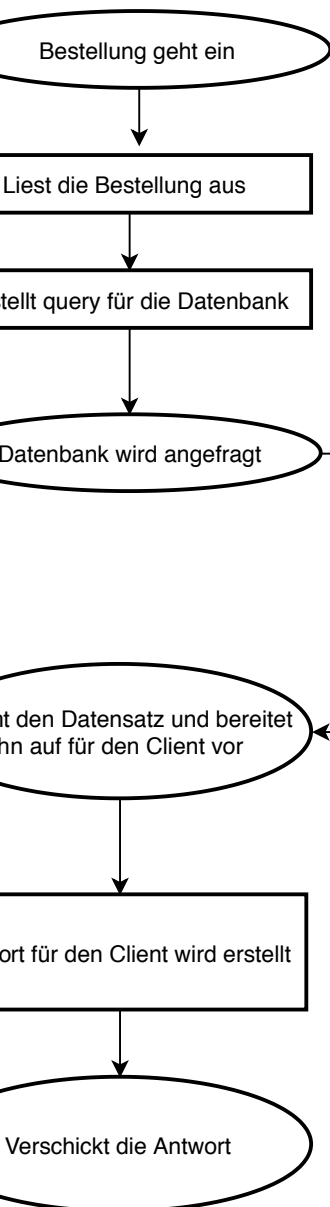 Bestellung geht ein
Liest die Bestellung aus
query für die Datenbank
Datenbank wird angefragt
den Datensatz und bereitet
auf für den Client vor
für den Client wird erstellt
Verschickt die Antwort